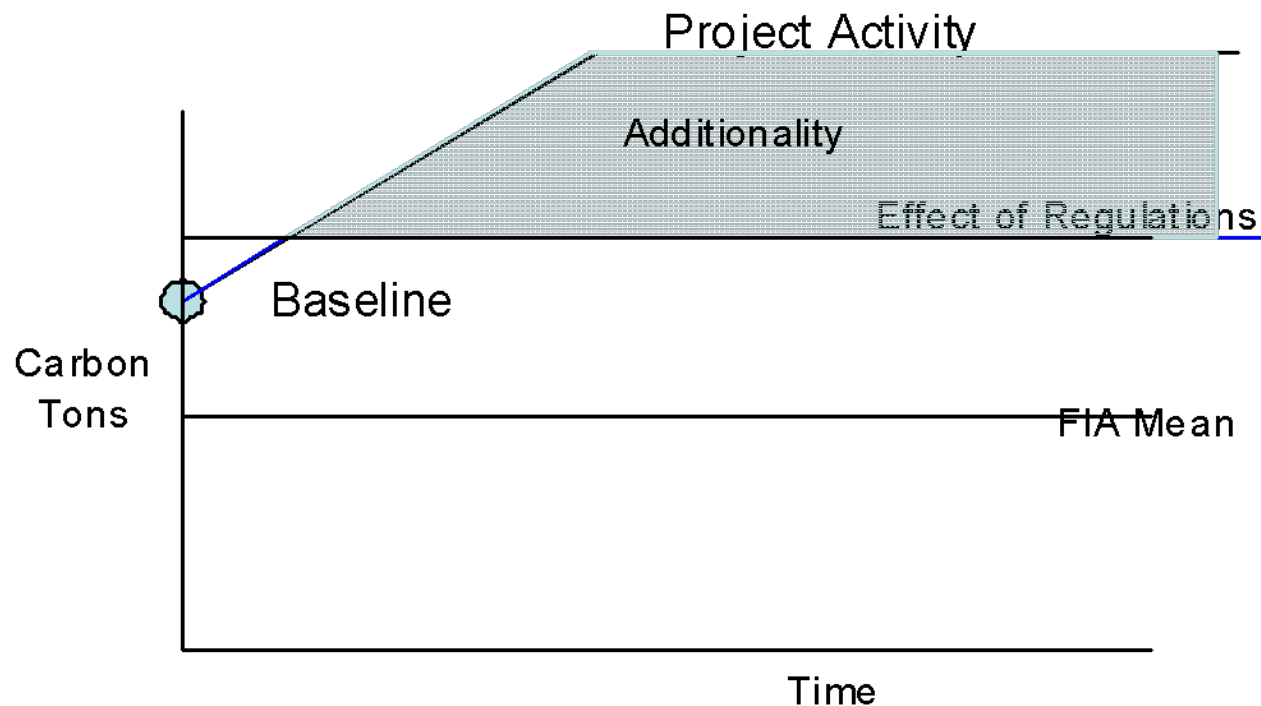 Project Activity
Additionality
Effect of Regulations
Baseline
Carbon
Tons
FIA Mean
Time